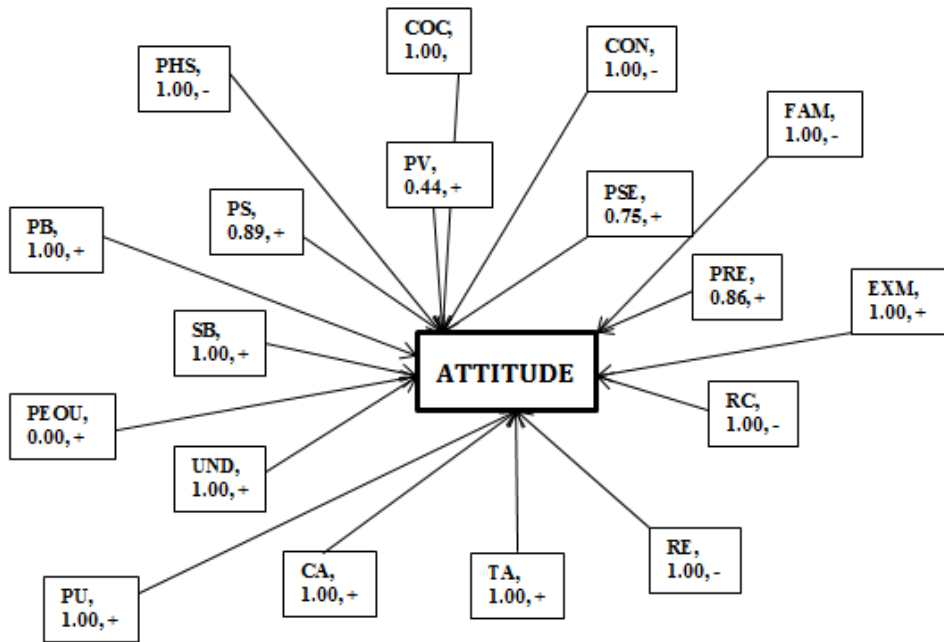 COC,
1.00,
CON,
1.00, -
PHS,
1.00, -
FAM,
1.00, -
PV,
0.44, +
PS,
0.89, +
PSE,
0.75, +
PB,
1.00, +
PRE,
0.86, +
EXM,
1.00, +
SB,
1.00, +
ATTITUDE
PEOU,
0.00, +
RC,
1.00, -
UND,
1.00, +
RE,
1.00, -
CA,
1.00, +
TA,
1.00, +
PU,
1.00, +